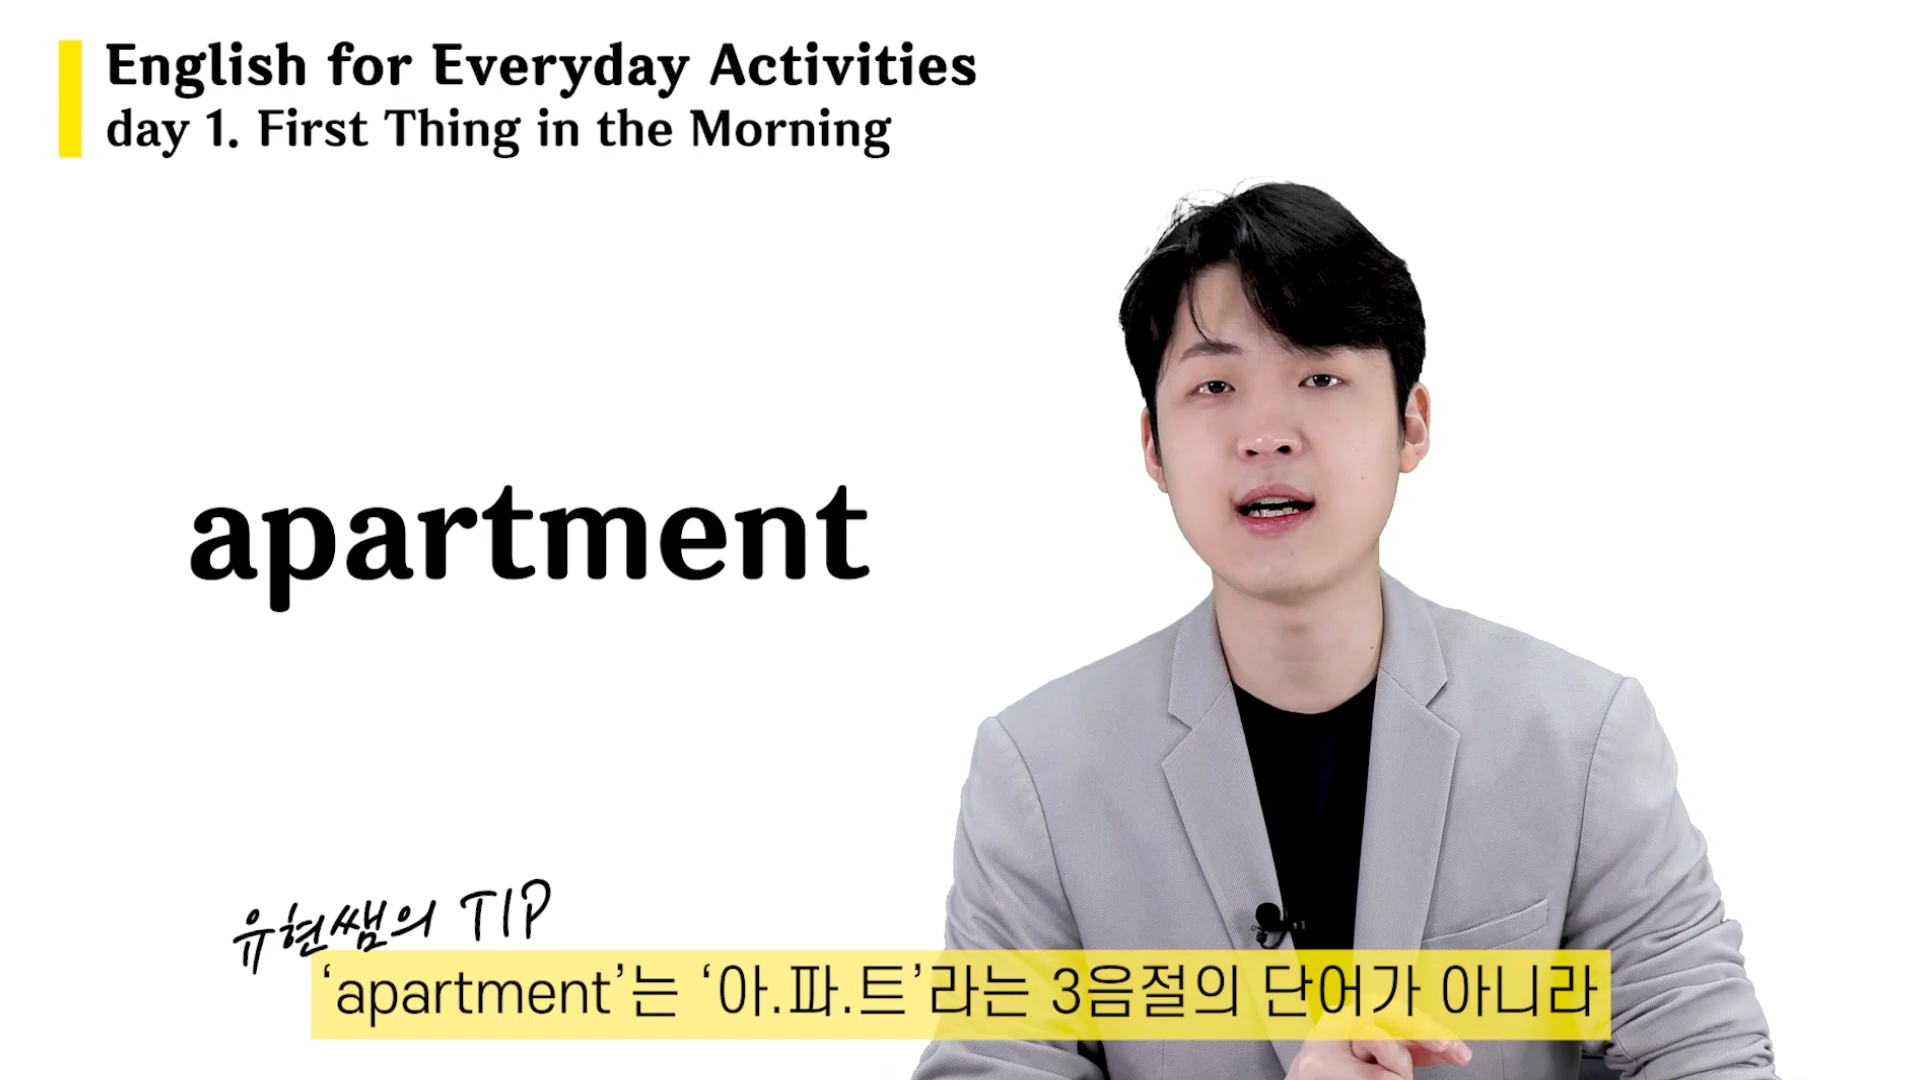 English for Everyday Activities
day 1. First Thing in the Morning
apartment
유현쌤의 TIP
‘apartment’는 ‘아.파.트’라는 3음절의 단어가 아니라